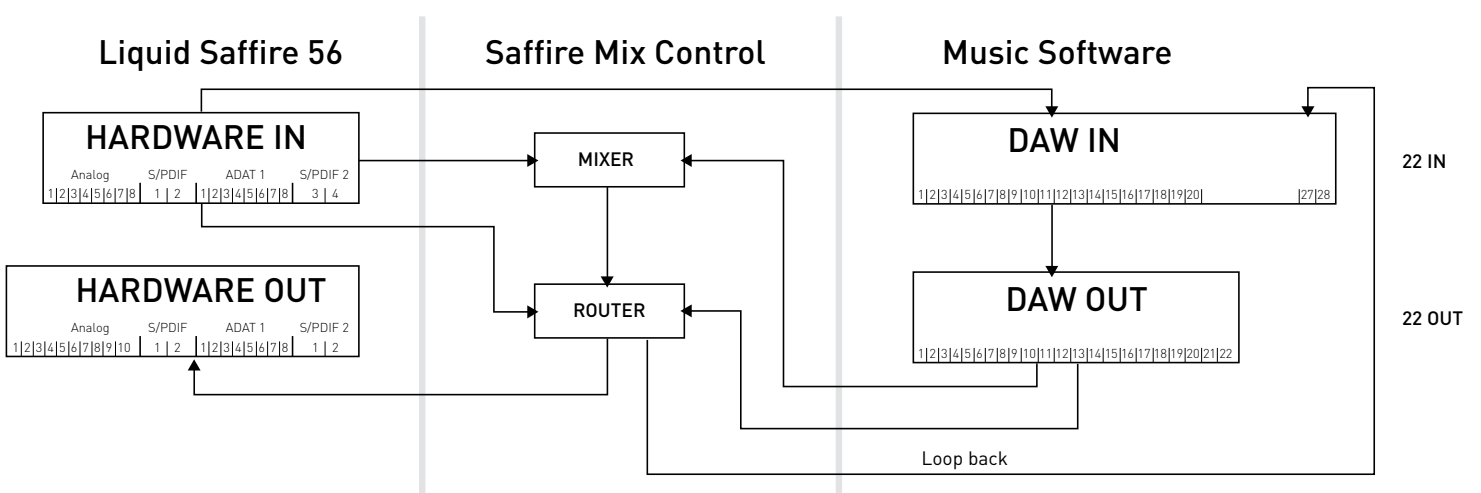 Liquid Saffire 56
Saffire Mix Control
Music Software
HARDWARE IN
Analog S/PDIF ADAT 1 S/PDIF 2
1|2|3|4|5|6|7|8| 1 | 2 |1|2|3|4|5|6|7|8| 3 | 4
MIXER
DAW IN
1|2|3|4|5|6|7|8|9|10|11|12|13|14|15|16|17|18|19|20| |27|28
22 IN
HARDWARE OUT
Analog S/PDIF ADAT 1 S/PDIF 2
1|2|3|4|5|6|7|8|9|10 | 1 | 2 |1|2|3|4|5|6|7|8| 1 | 2
ROUTER
DAW OUT
1|2|3|4|5|6|7|8|9|10|11|12|13|14|15|16|17|18|19|20|21|22
22 OUT
Loop back